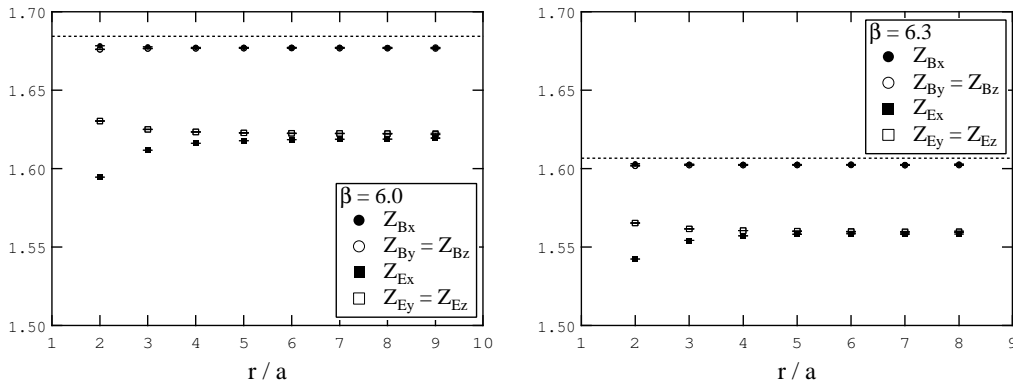 1.70
1.65
1.60
1.55
1.50
1 2 3 4 5 6 7 8 9 10
r / a
β = 6.0
Z_Bx
Z_By = Z_Bz
Z_Ex
Z_Ey = Z_Ez
1.70
1.65
1.60
1.55
1.50
1 2 3 4 5 6 7 8 9
r / a
β = 6.3
Z_Bx
Z_By = Z_Bz
Z_Ex
Z_Ey = Z_Ez